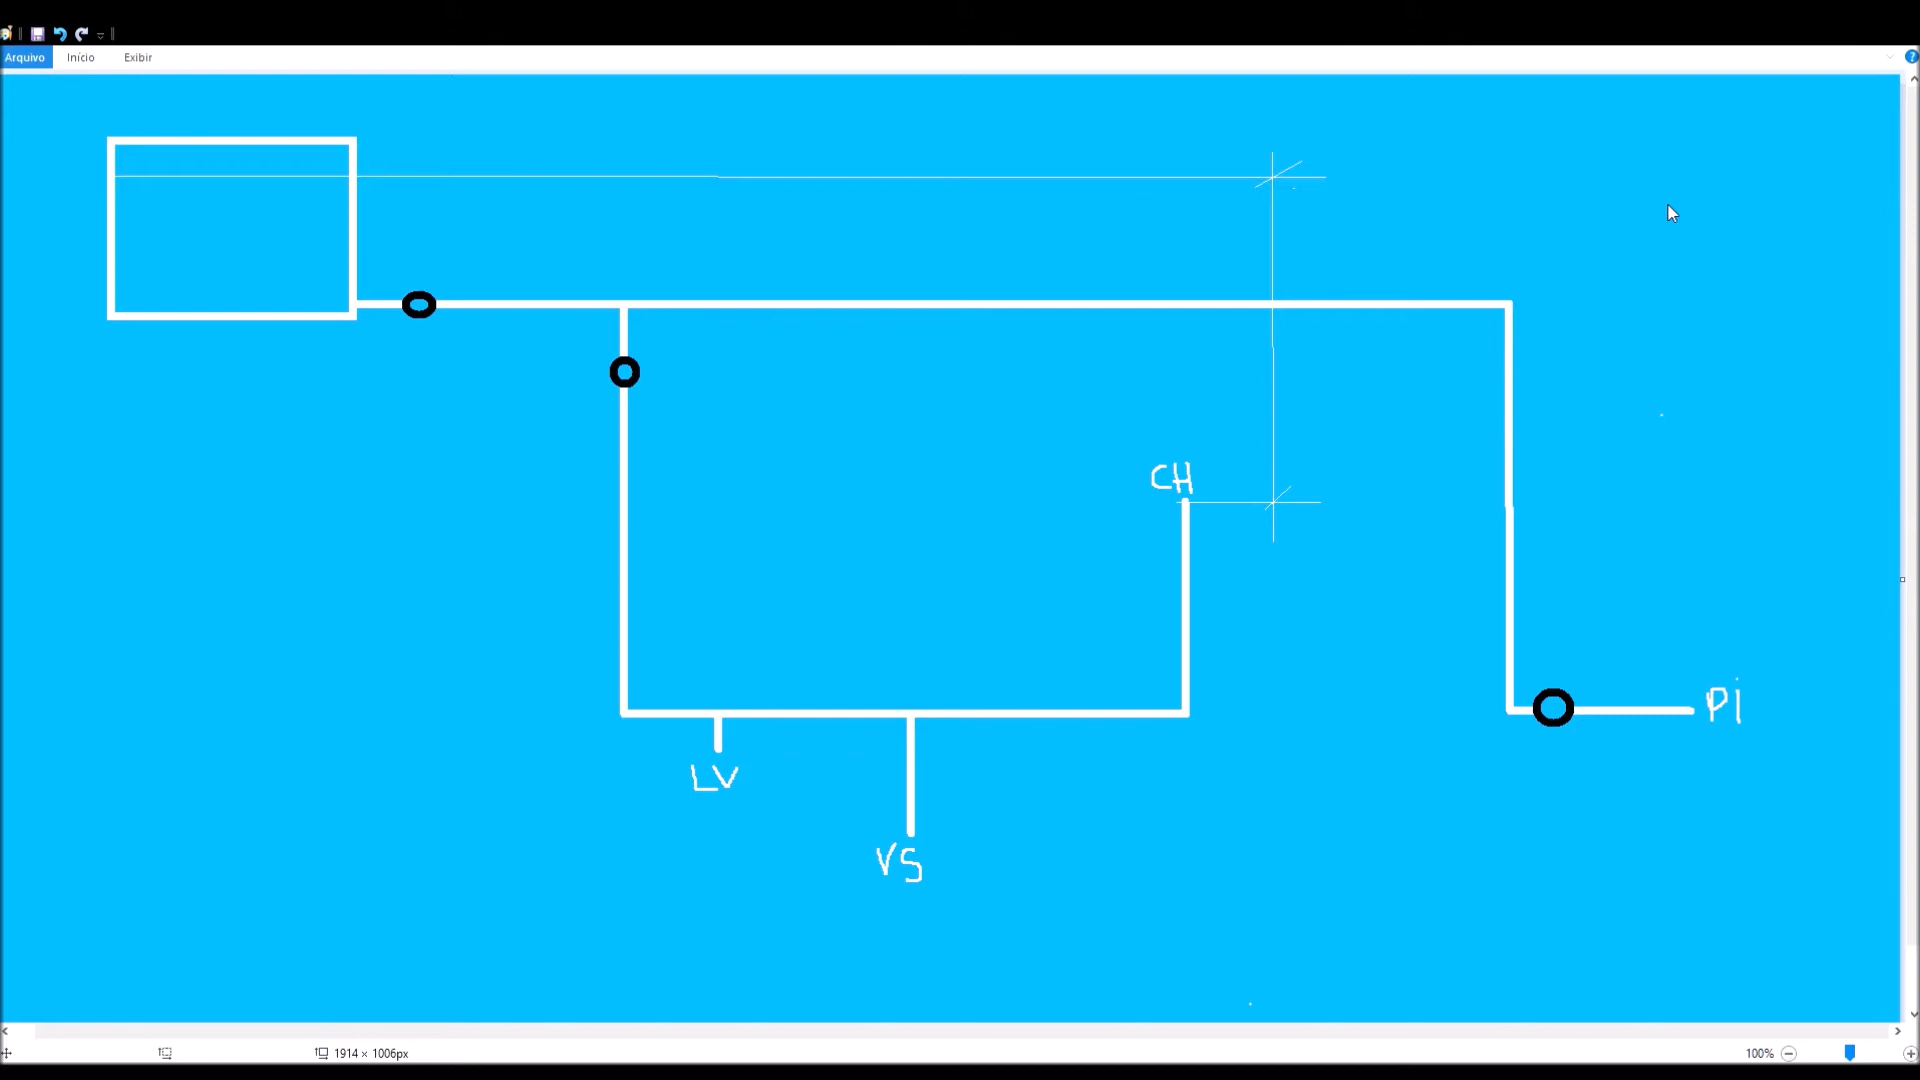 Arquivo Início Exibir
CH
Pi
LV
VS
1914 × 1006px 100%